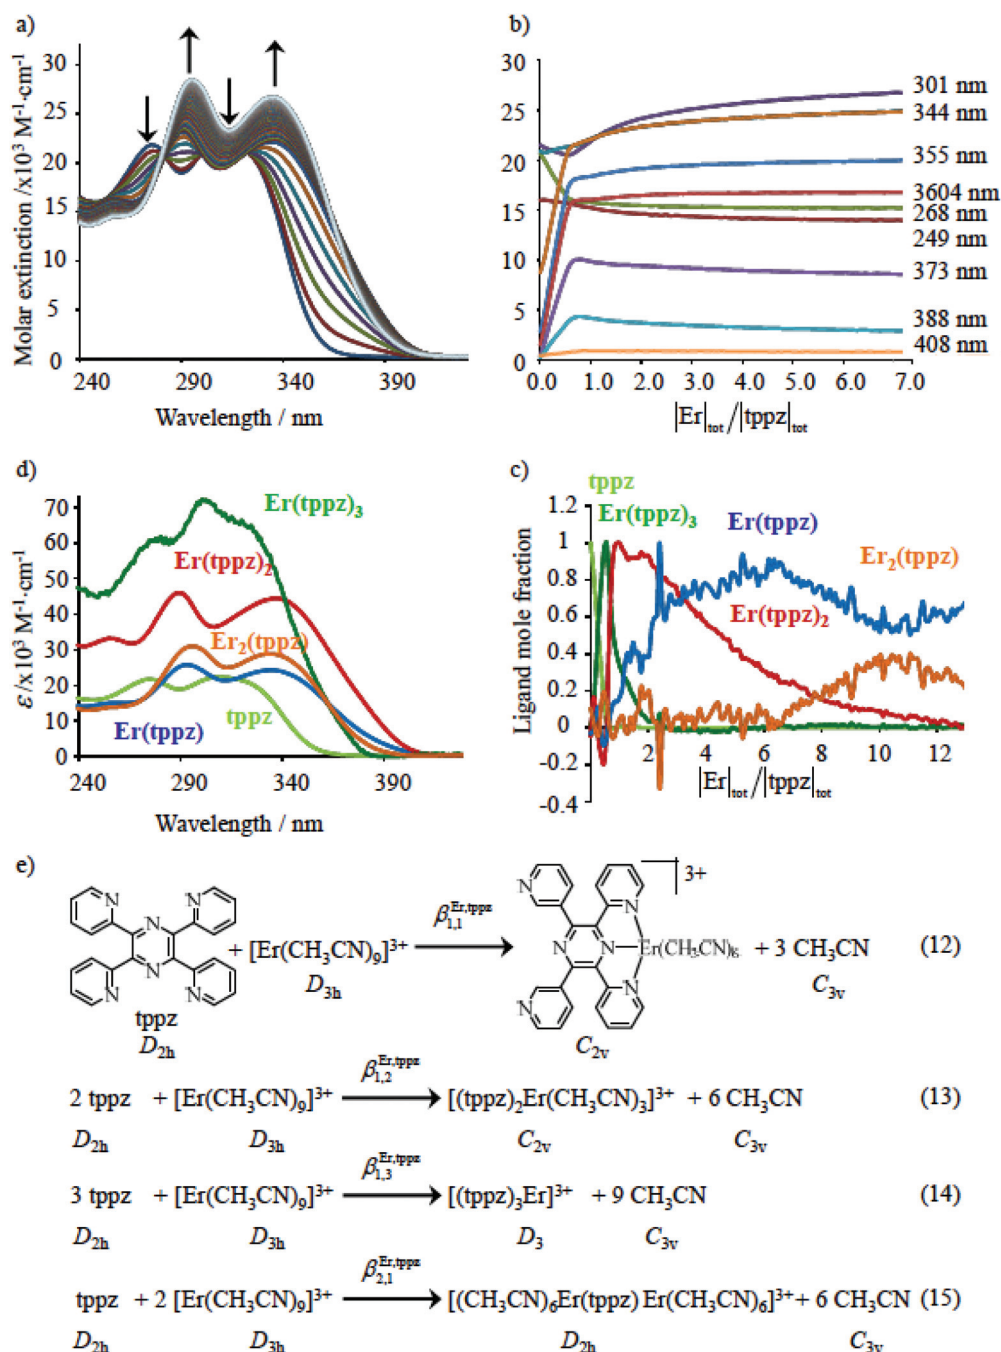 a)
30
25
20
15
10
5
0
Molar extinction /x10³ M⁻¹·cm⁻¹
240 290 340 390
Wavelength / nm
b)
30
25
20
15
10
5
0
301 nm
344 nm
355 nm
3604 nm
268 nm
249 nm
373 nm
388 nm
408 nm
0.0 1.0 2.0 3.0 4.0 5.0 6.0 7.0
|Er|tot/|tppz|tot
d)
70
60
50
40
30
20
10
0
ε /x10³ M⁻¹·cm⁻¹
Er(tppz)₃
Er(tppz)₂
Er₂(tppz)
Er(tppz)
tppz
240 290 340 390
Wavelength / nm
c)
1.2
1
0.8
0.6
0.4
0.2
0
-0.2
-0.4
Ligand mole fraction
tppz
Er(tppz)₃
Er(tppz)
Er₂(tppz)
Er(tppz)₂
2 4 6 8 10 12
|Er|tot/|tppz|tot
e)
N N N N N N
tppz
D₂h
+ [Er(CH₃CN)₉]³⁺
D₃h
β₁,₁^Er,tppz
N N N N N N Er(CH₃CN)₆ 3+
C₂v
+ 3 CH₃CN (12)
C₃v
β₁,₂^Er,tppz
2 tppz + [Er(CH₃CN)₉]³⁺ [(tppz)₂Er(CH₃CN)₃]³⁺ + 6 CH₃CN (13)
D₂h D₃h C₂v C₃v
β₁,₃^Er,tppz
3 tppz + [Er(CH₃CN)₉]³⁺ [(tppz)₃Er]³⁺ + 9 CH₃CN (14)
D₂h D₃h D₃ C₃v
β₂,₁^Er,tppz
tppz + 2 [Er(CH₃CN)₉]³⁺ [(CH₃CN)₆Er(tppz) Er(CH₃CN)₆]³⁺ + 6 CH₃CN (15)
D₂h D₃h D₂h C₃v